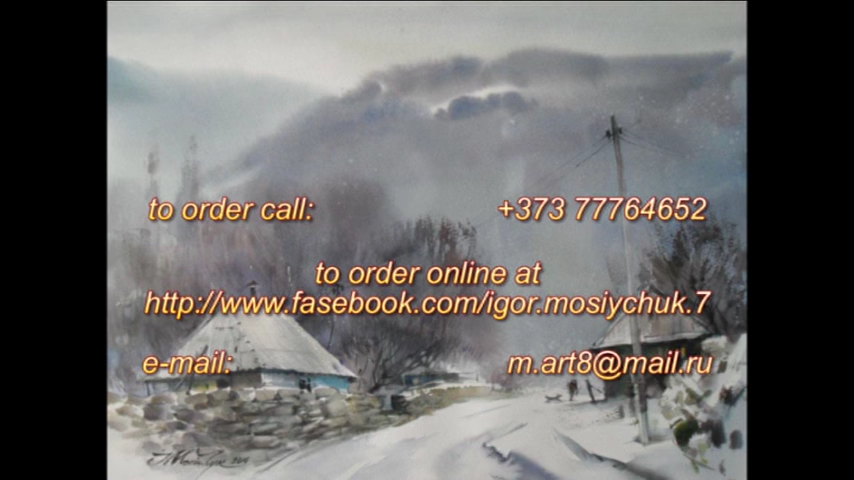 to order call: +373 77764652
to order online at
http://www.fasebook.com/igor.mosiychuk.7
e-mail: m.art8@mail.ru